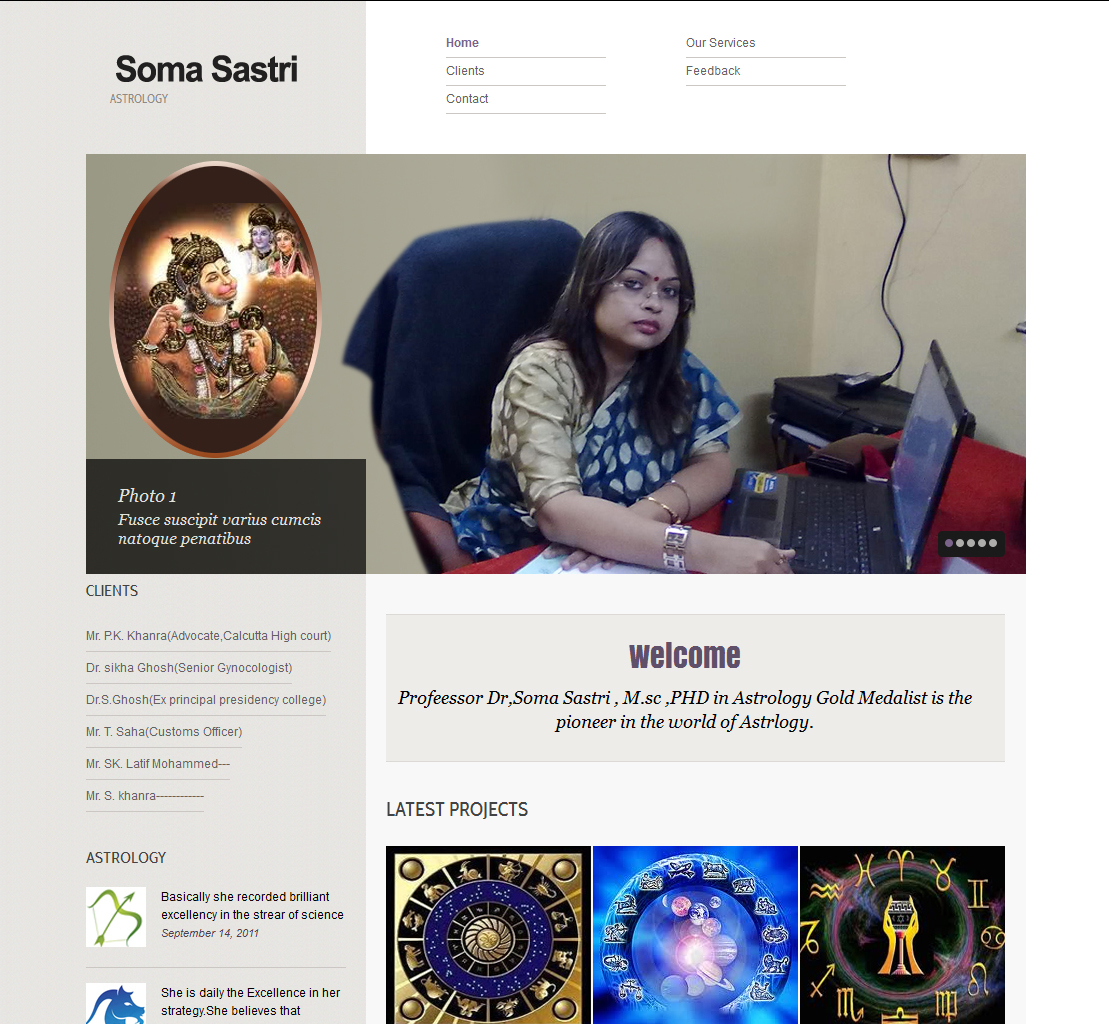 Soma Sastri
ASTROLOGY
Home
Clients
Contact
Our Services
Feedback
Photo 1
Fusce suscipit varius cumcis
natoque penatibus
CLIENTS
Mr. P.K. Khanra(Advocate,Calcutta High court)
Dr. sikha Ghosh(Senior Gynocologist)
Dr.S.Ghosh(Ex principal presidency college)
Mr. T. Saha(Customs Officer)
Mr. SK. Latif Mohammed---
Mr. S. khanra------------
ASTROLOGY
Basically she recorded brilliant
excellency in the strear of science
September 14, 2011
She is daily the Excellence in her
strategy.She believes that
Welcome
Profeessor Dr,Soma Sastri , M.sc ,PHD in Astrology Gold Medalist is the
pioneer in the world of Astrlogy.
LATEST PROJECTS